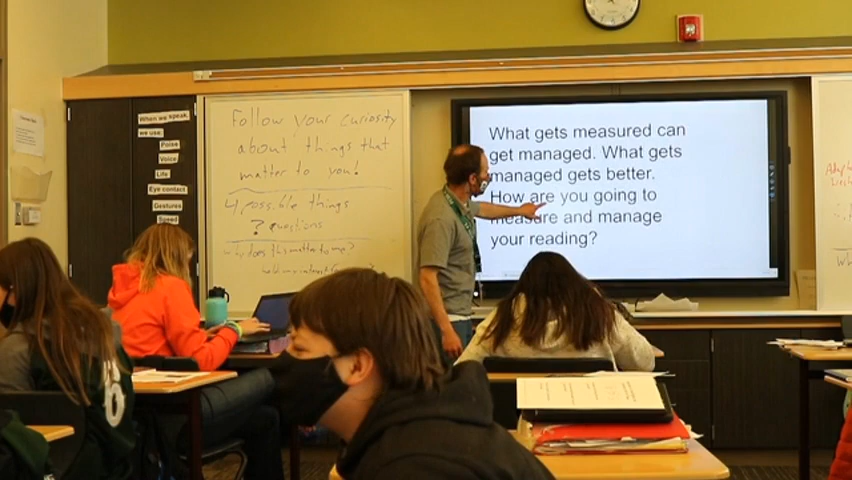 When we speak,
we use:
Poise
Voice
Life
Eye contact
Gestures
Speed
Follow your curiosity
about things that
matter to you!
4 possible things
? questions
why does this matter to me?
What gets measured can
get managed. What gets
managed gets better.
How are you going to
measure and manage
your reading?